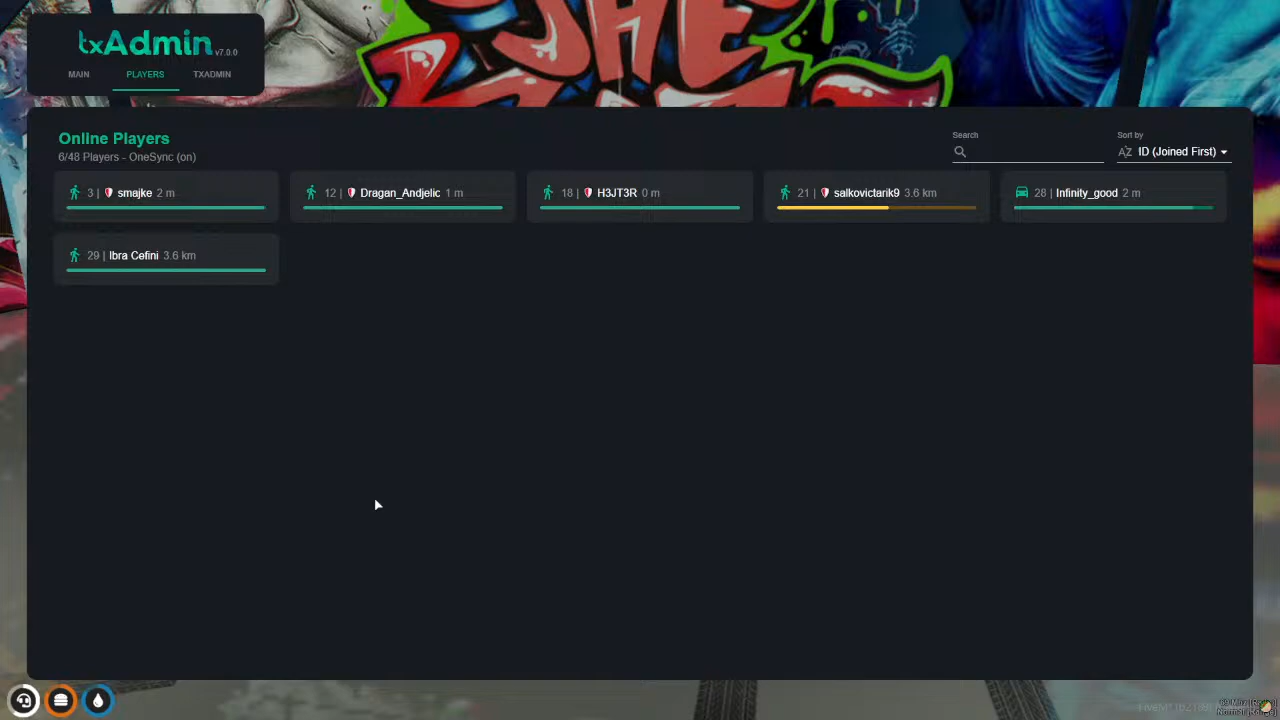 THE
txAdmin v7.0.0
MAIN PLAYERS TXADMIN
Online Players
6/48 Players - OneSync (on)
Search
Sort by
ID (Joined First)
3 | smajke 2 m
12 | Dragan_Andjelic 1 m
18 | H3JT3R 0 m
21 | salkovictarik9 3.6 km
28 | Infinity_good 2 m
29 | Ibra Cefini 3.6 km